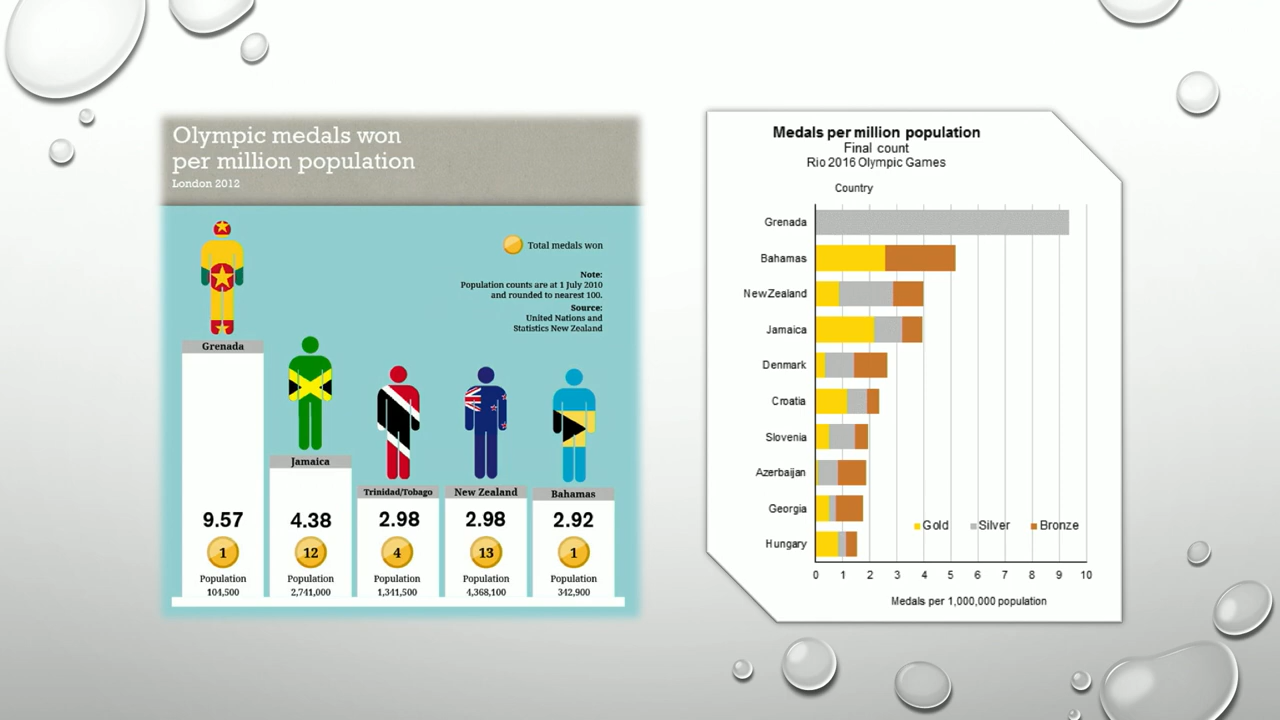 Olympic medals won
per million population
London 2012
Total medals won
Note:
Population counts are at 1 July 2010
and rounded to nearest 100.
Source:
United Nations and
Statistics New Zealand
Grenada
9.57
1
Population
104,500
Jamaica
4.38
12
Population
2,741,000
Trinidad/Tobago
2.98
4
Population
1,341,500
New Zealand
2.98
13
Population
4,368,100
Bahamas
2.92
1
Population
342,900
Medals per million population
Final count
Rio 2016 Olympic Games
Country
Grenada
Bahamas
New Zealand
Jamaica
Denmark
Croatia
Slovenia
Azerbaijan
Georgia
Hungary
Gold Silver Bronze
0 1 2 3 4 5 6 7 8 9 10
Medals per 1,000,000 population